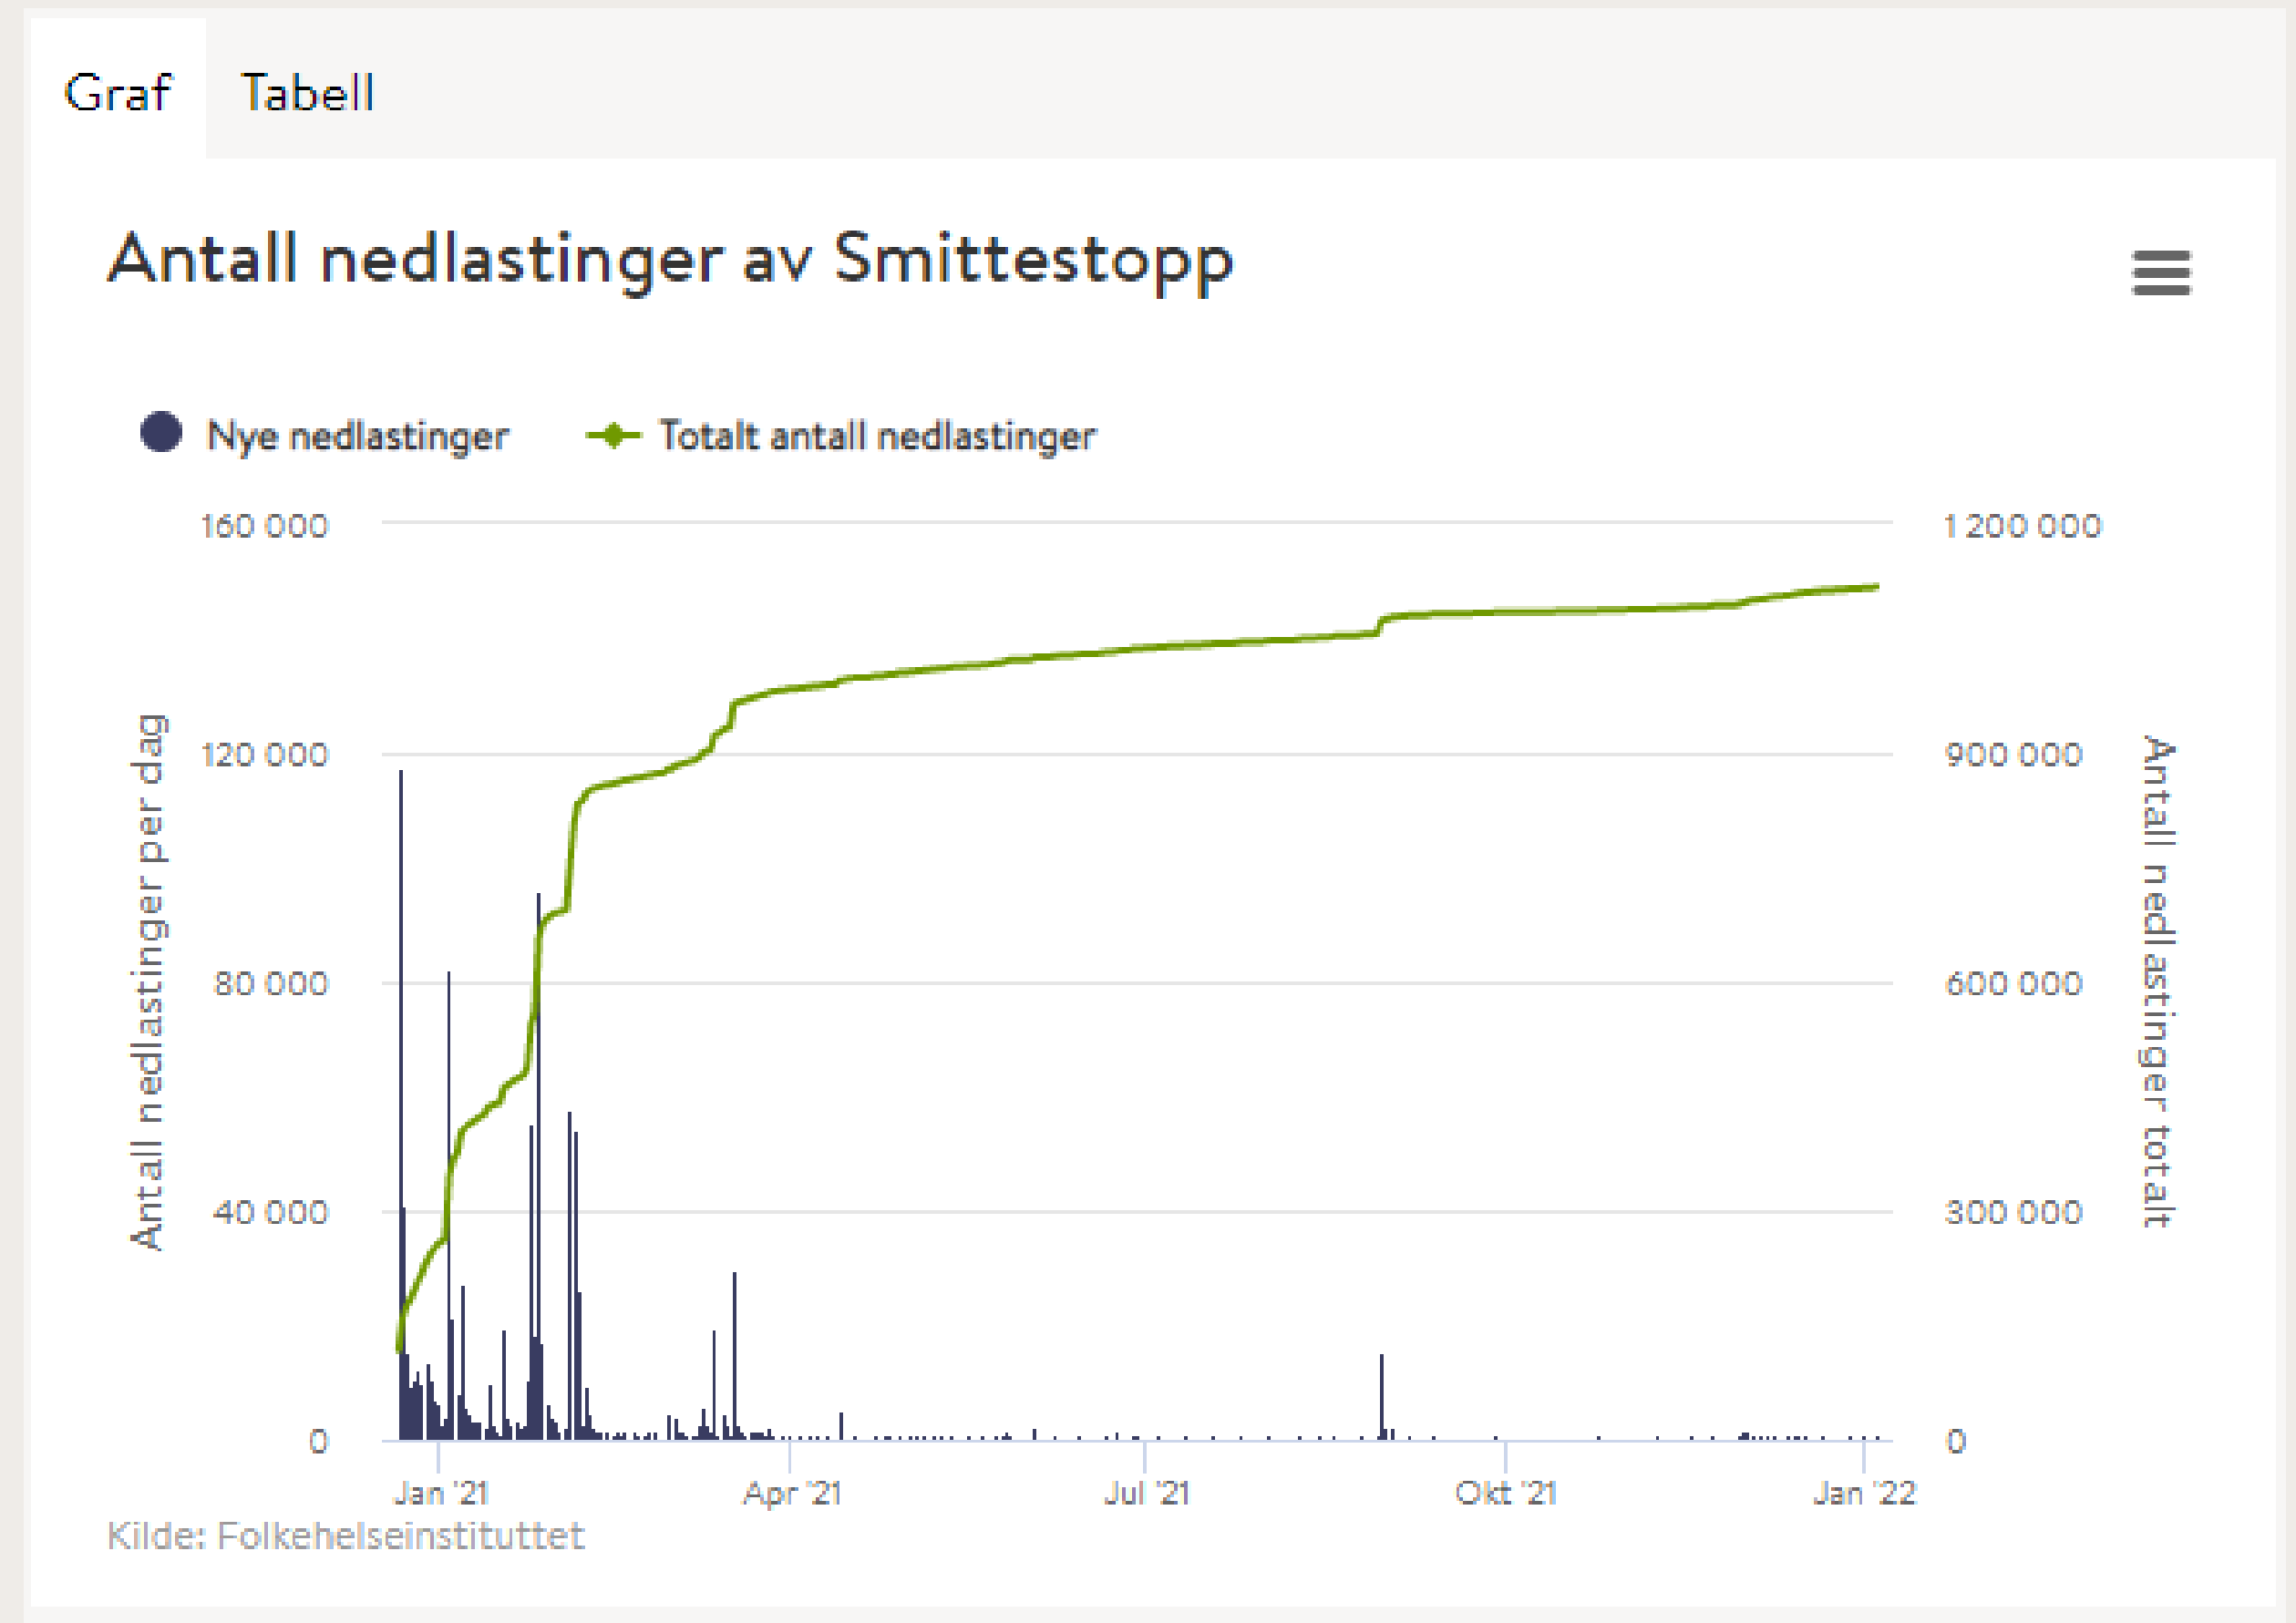 Graf Tabell
Antall nedlastinger av Smittestopp
Nye nedlastinger Totalt antall nedlastinger
Antall nedlastinger per dag
160 000
120 000
80 000
40 000
0
1 200 000
900 000
600 000
300 000
0
Antall nedlastinger totalt
Jan '21 Apr '21 Jul '21 Okt '21 Jan '22
Kilde: Folkehelseinstituttet